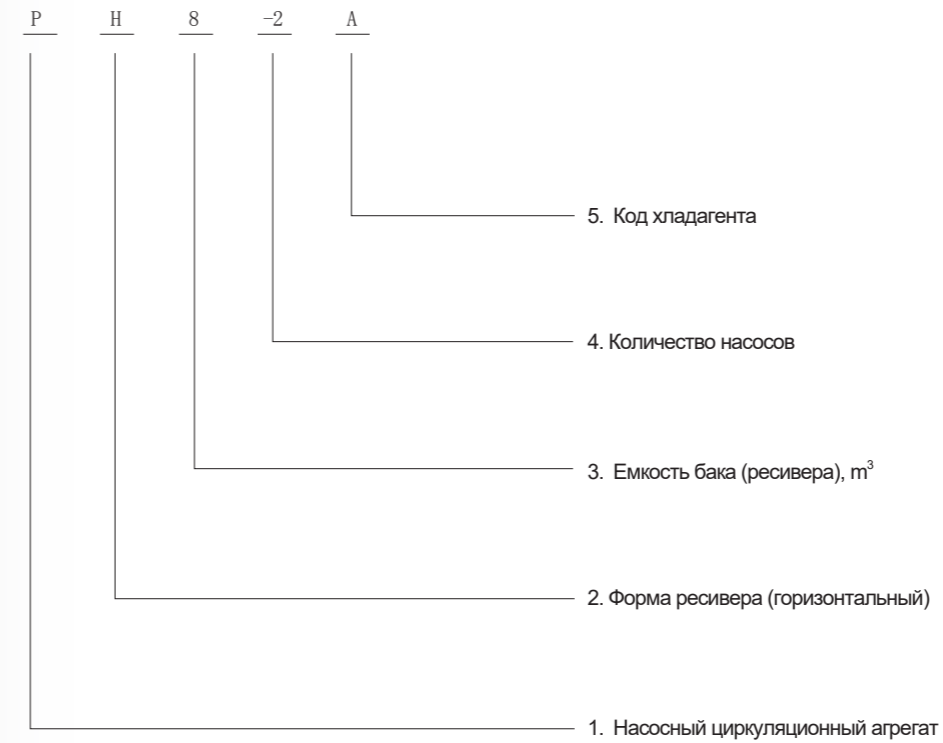 P H 8 -2 A
5. Код хладагента
4. Количество насосов
3. Емкость бака (ресивера), m³
2. Форма ресивера (горизонтальный)
1. Насосный циркуляционный агрегат